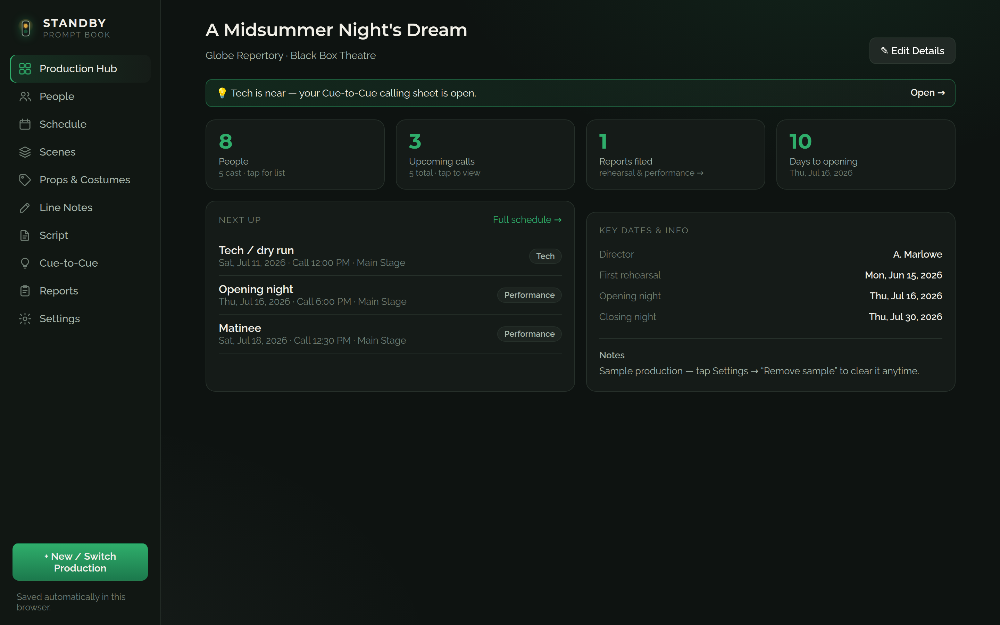 STANDBY
PROMPT BOOK
Production Hub
People
Schedule
Scenes
Props & Costumes
Line Notes
Script
Cue-to-Cue
Reports
Settings
+ New / Switch
Production
Saved automatically in this
browser.
A Midsummer Night's Dream
Globe Repertory · Black Box Theatre
✎ Edit Details
💡 Tech is near — your Cue-to-Cue calling sheet is open.
Open →
8
People
5 cast · tap for list
3
Upcoming calls
5 total · tap to view
1
Reports filed
rehearsal & performance →
10
Days to opening
Thu, Jul 16, 2026
NEXT UP
Full schedule →
Tech / dry run
Sat, Jul 11, 2026 · Call 12:00 PM · Main Stage
Tech
Opening night
Thu, Jul 16, 2026 · Call 6:00 PM · Main Stage
Performance
Matinee
Sat, Jul 18, 2026 · Call 12:30 PM · Main Stage
Performance
KEY DATES & INFO
Director
A. Marlowe
First rehearsal
Mon, Jun 15, 2026
Opening night
Thu, Jul 16, 2026
Closing night
Thu, Jul 30, 2026
Notes
Sample production — tap Settings → “Remove sample” to clear it anytime.